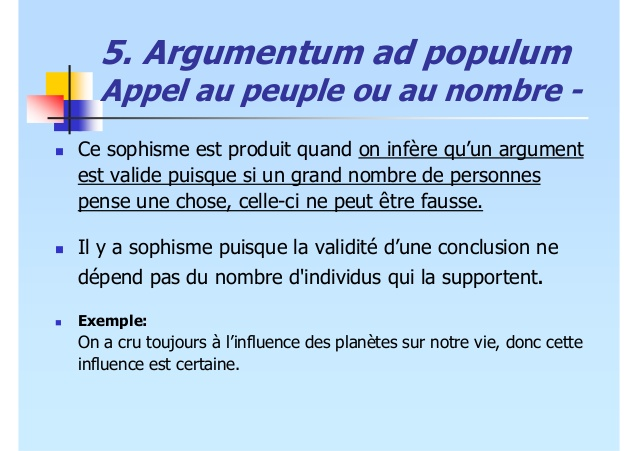 5. Argumentum ad populum
Appel au peuple ou au nombre -
Ce sophisme est produit quand on infère qu’un argument
est valide puisque si un grand nombre de personnes
pense une chose, celle-ci ne peut être fausse.
Il y a sophisme puisque la validité d’une conclusion ne
dépend pas du nombre d'individus qui la supportent.
Exemple:
On a cru toujours à l’influence des planètes sur notre vie, donc cette
influence est certaine.